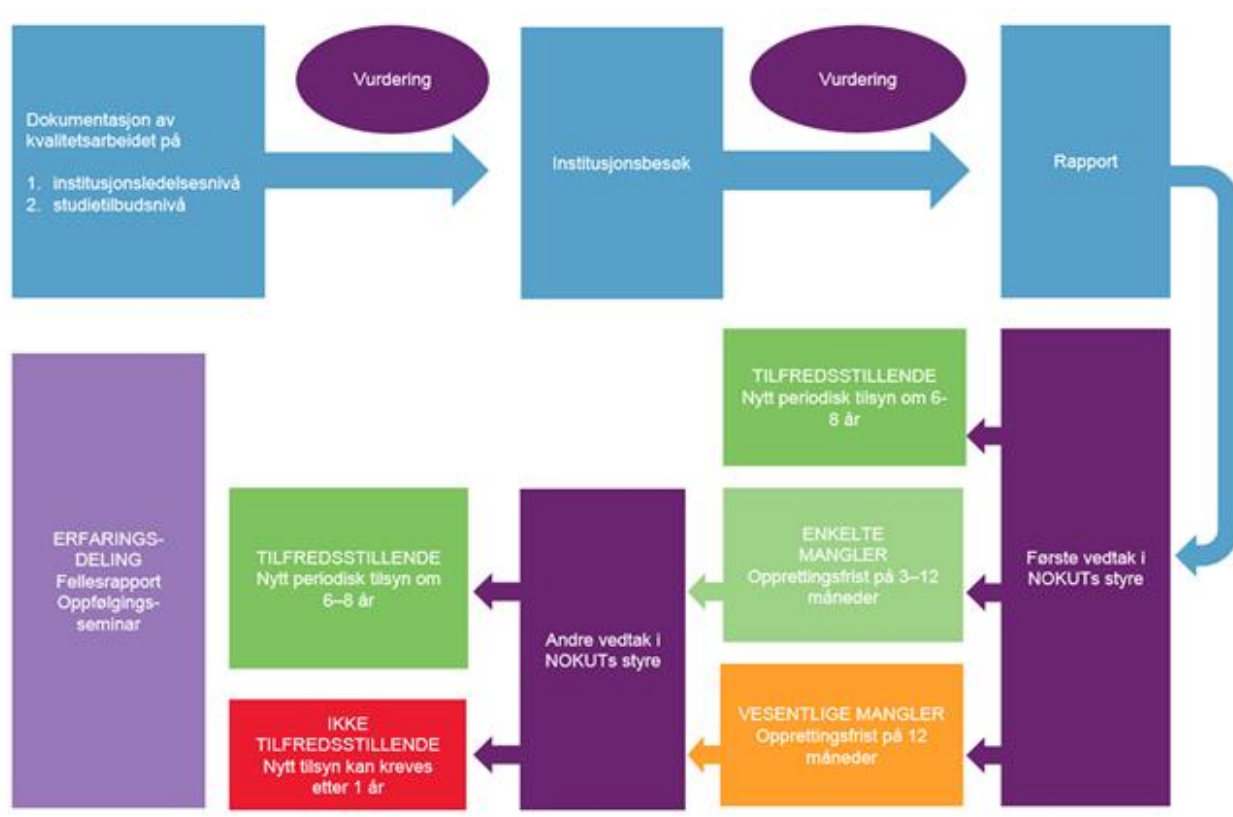 Dokumentasjon av
kvalitetsarbeidet på
1. institusjonsledelsesnivå
2. studietilbudsnivå
Vurdering
Institusjonsbesøk
Vurdering
Rapport
Første vedtak i
NOKUTs styre
TILFREDSSTILLENDE
Nytt periodisk tilsyn om 6-
8 år
ENKELTE
MANGLER
Opprettingsfrist på 3–12
måneder
VESENTLIGE MANGLER
Opprettingsfrist på 12
måneder
Andre vedtak i
NOKUTs styre
TILFREDSSTILLENDE
Nytt periodisk tilsyn om
6–8 år
IKKE
TILFREDSSTILLENDE
Nytt tilsyn kan kreves
etter 1 år
ERFARINGS-
DELING
Fellesrapport
Oppfølgings-
seminar